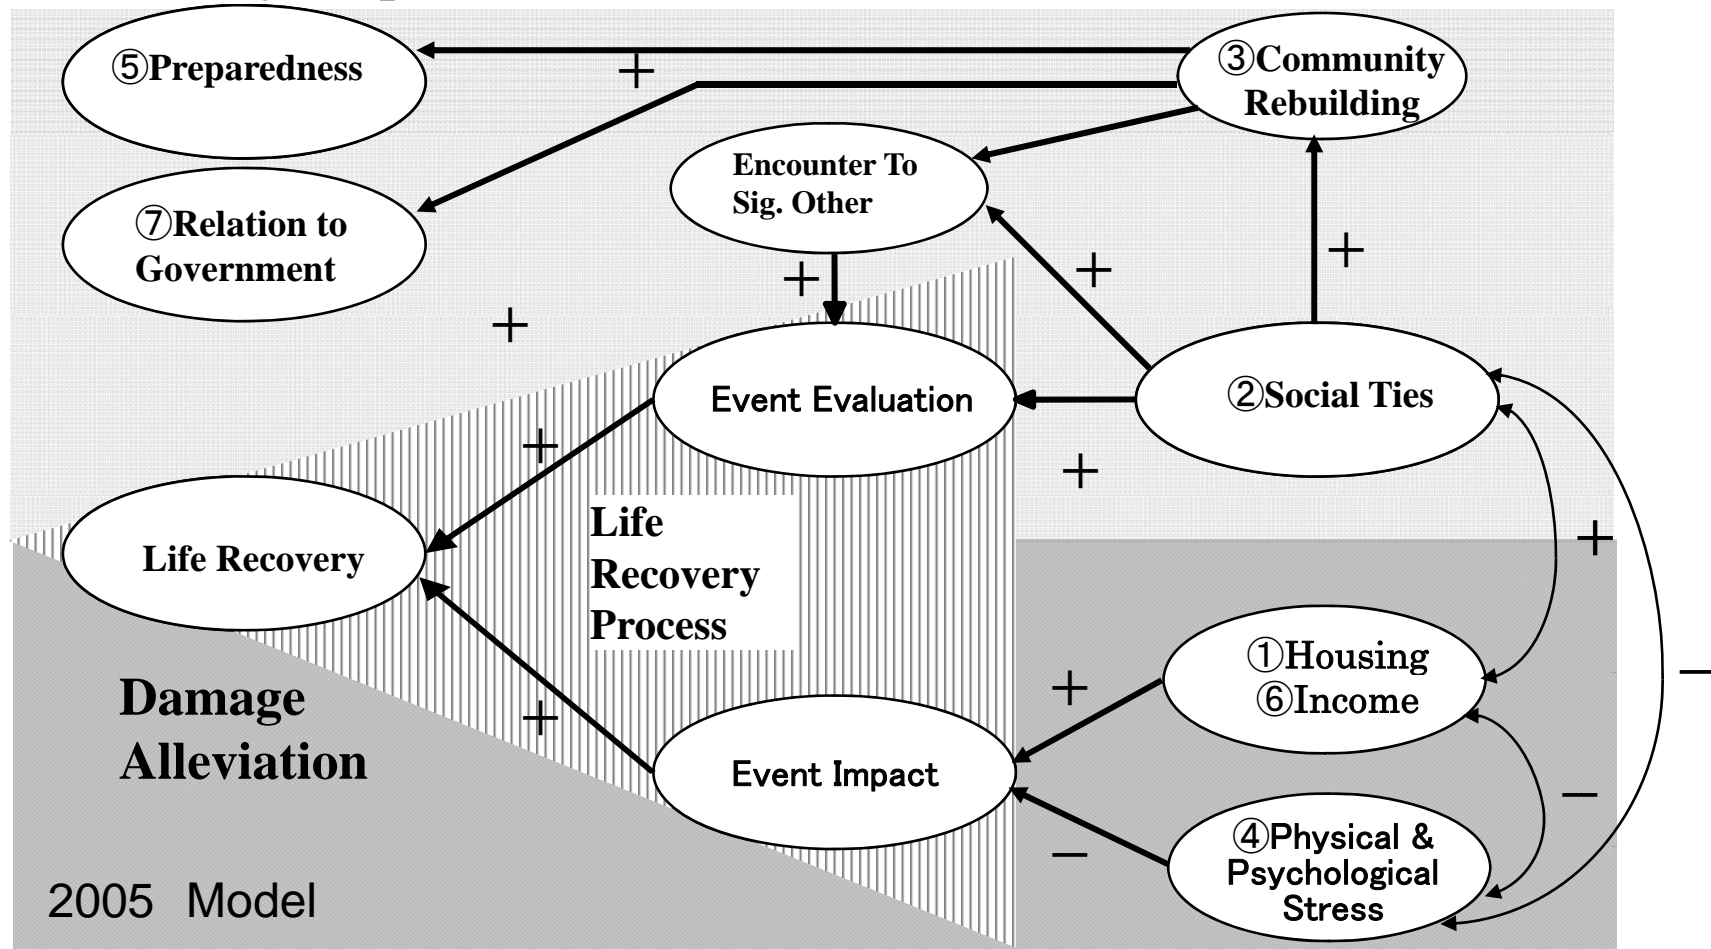 ⑤Preparedness
③Community
Rebuilding
+
Encounter To
Sig. Other
⑦Relation to
Government
+
+
+
+
Event Evaluation
②Social Ties
+
+
Life
Recovery
Process
+
Life Recovery
①Housing
⑥Income
−
+
Damage
Alleviation
+
Event Impact
−
④Physical &
Psychological
Stress
−
2005 Model